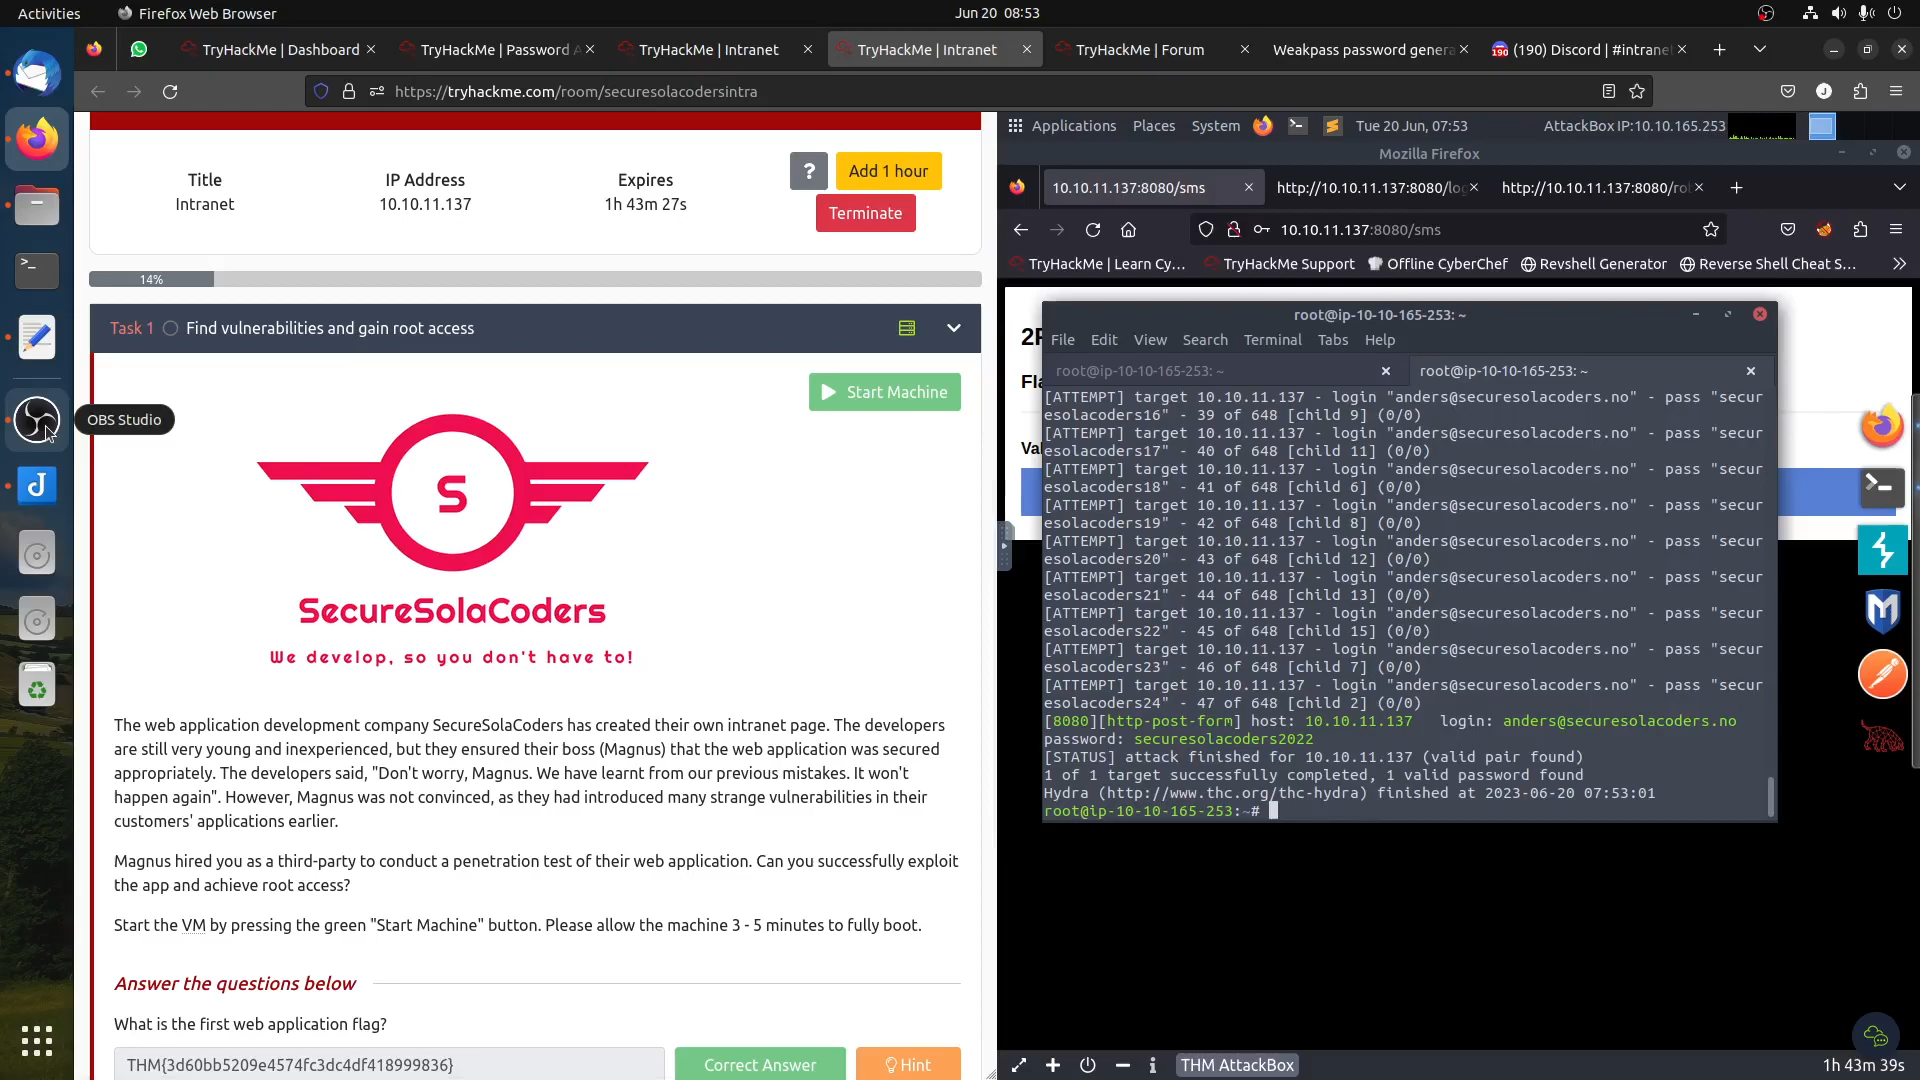 Activities
Firefox Web Browser
Jun 20 08:53
TryHackMe | Dashboard
TryHackMe | Password A
TryHackMe | Intranet
TryHackMe | Intranet
TryHackMe | Forum
Weakpass password genera
(190) Discord | #intranet
https://tryhackme.com/room/securesolacodersintra
OBS Studio
Title
Intranet
IP Address
10.10.11.137
Expires
1h 43m 27s
?
Add 1 hour
Terminate
14%
Task 1
Find vulnerabilities and gain root access
Start Machine
S
SecureSolaCoders
We develop, so you don't have to!
The web application development company SecureSolaCoders has created their own intranet page. The developers
are still very young and inexperienced, but they ensured their boss (Magnus) that the web application was secured
appropriately. The developers said, "Don't worry, Magnus. We have learnt from our previous mistakes. It won't
happen again". However, Magnus was not convinced, as they had introduced many strange vulnerabilities in their
customers' applications earlier.
Magnus hired you as a third-party to conduct a penetration test of their web application. Can you successfully exploit
the app and achieve root access?
Start the VM by pressing the green "Start Machine" button. Please allow the machine 3 - 5 minutes to fully boot.
Answer the questions below
What is the first web application flag?
THM{3d60bb5209e4574fc3dc4df418999836}
Correct Answer
Hint
Applications
Places
System
Tue 20 Jun, 07:53
AttackBox IP:10.10.165.253
Mozilla Firefox
10.10.11.137:8080/sms
http://10.10.11.137:8080/log
http://10.10.11.137:8080/rob
10.10.11.137:8080/sms
TryHackMe | Learn Cy...
TryHackMe Support
Offline CyberChef
Revshell Generator
Reverse Shell Cheat S...
2F
Fla
Val
root@ip-10-10-165-253: ~
File
Edit
View
Search
Terminal
Tabs
Help
root@ip-10-10-165-253: ~
root@ip-10-10-165-253: ~
[ATTEMPT] target 10.10.11.137 - login "anders@securesolacoders.no" - pass "secur
esolacoders16" - 39 of 648 [child 9] (0/0)
[ATTEMPT] target 10.10.11.137 - login "anders@securesolacoders.no" - pass "secur
esolacoders17" - 40 of 648 [child 11] (0/0)
[ATTEMPT] target 10.10.11.137 - login "anders@securesolacoders.no" - pass "secur
esolacoders18" - 41 of 648 [child 6] (0/0)
[ATTEMPT] target 10.10.11.137 - login "anders@securesolacoders.no" - pass "secur
esolacoders19" - 42 of 648 [child 8] (0/0)
[ATTEMPT] target 10.10.11.137 - login "anders@securesolacoders.no" - pass "secur
esolacoders20" - 43 of 648 [child 12] (0/0)
[ATTEMPT] target 10.10.11.137 - login "anders@securesolacoders.no" - pass "secur
esolacoders21" - 44 of 648 [child 13] (0/0)
[ATTEMPT] target 10.10.11.137 - login "anders@securesolacoders.no" - pass "secur
esolacoders22" - 45 of 648 [child 15] (0/0)
[ATTEMPT] target 10.10.11.137 - login "anders@securesolacoders.no" - pass "secur
esolacoders23" - 46 of 648 [child 7] (0/0)
[ATTEMPT] target 10.10.11.137 - login "anders@securesolacoders.no" - pass "secur
esolacoders24" - 47 of 648 [child 2] (0/0)
[8080][http-post-form] host: 10.10.11.137   login: anders@securesolacoders.no
password: securesolacoders2022
[STATUS] attack finished for 10.10.11.137 (valid pair found)
1 of 1 target successfully completed, 1 valid password found
Hydra (http://www.thc.org/thc-hydra) finished at 2023-06-20 07:53:01
root@ip-10-10-165-253:~#
THM AttackBox
1h 43m 39s